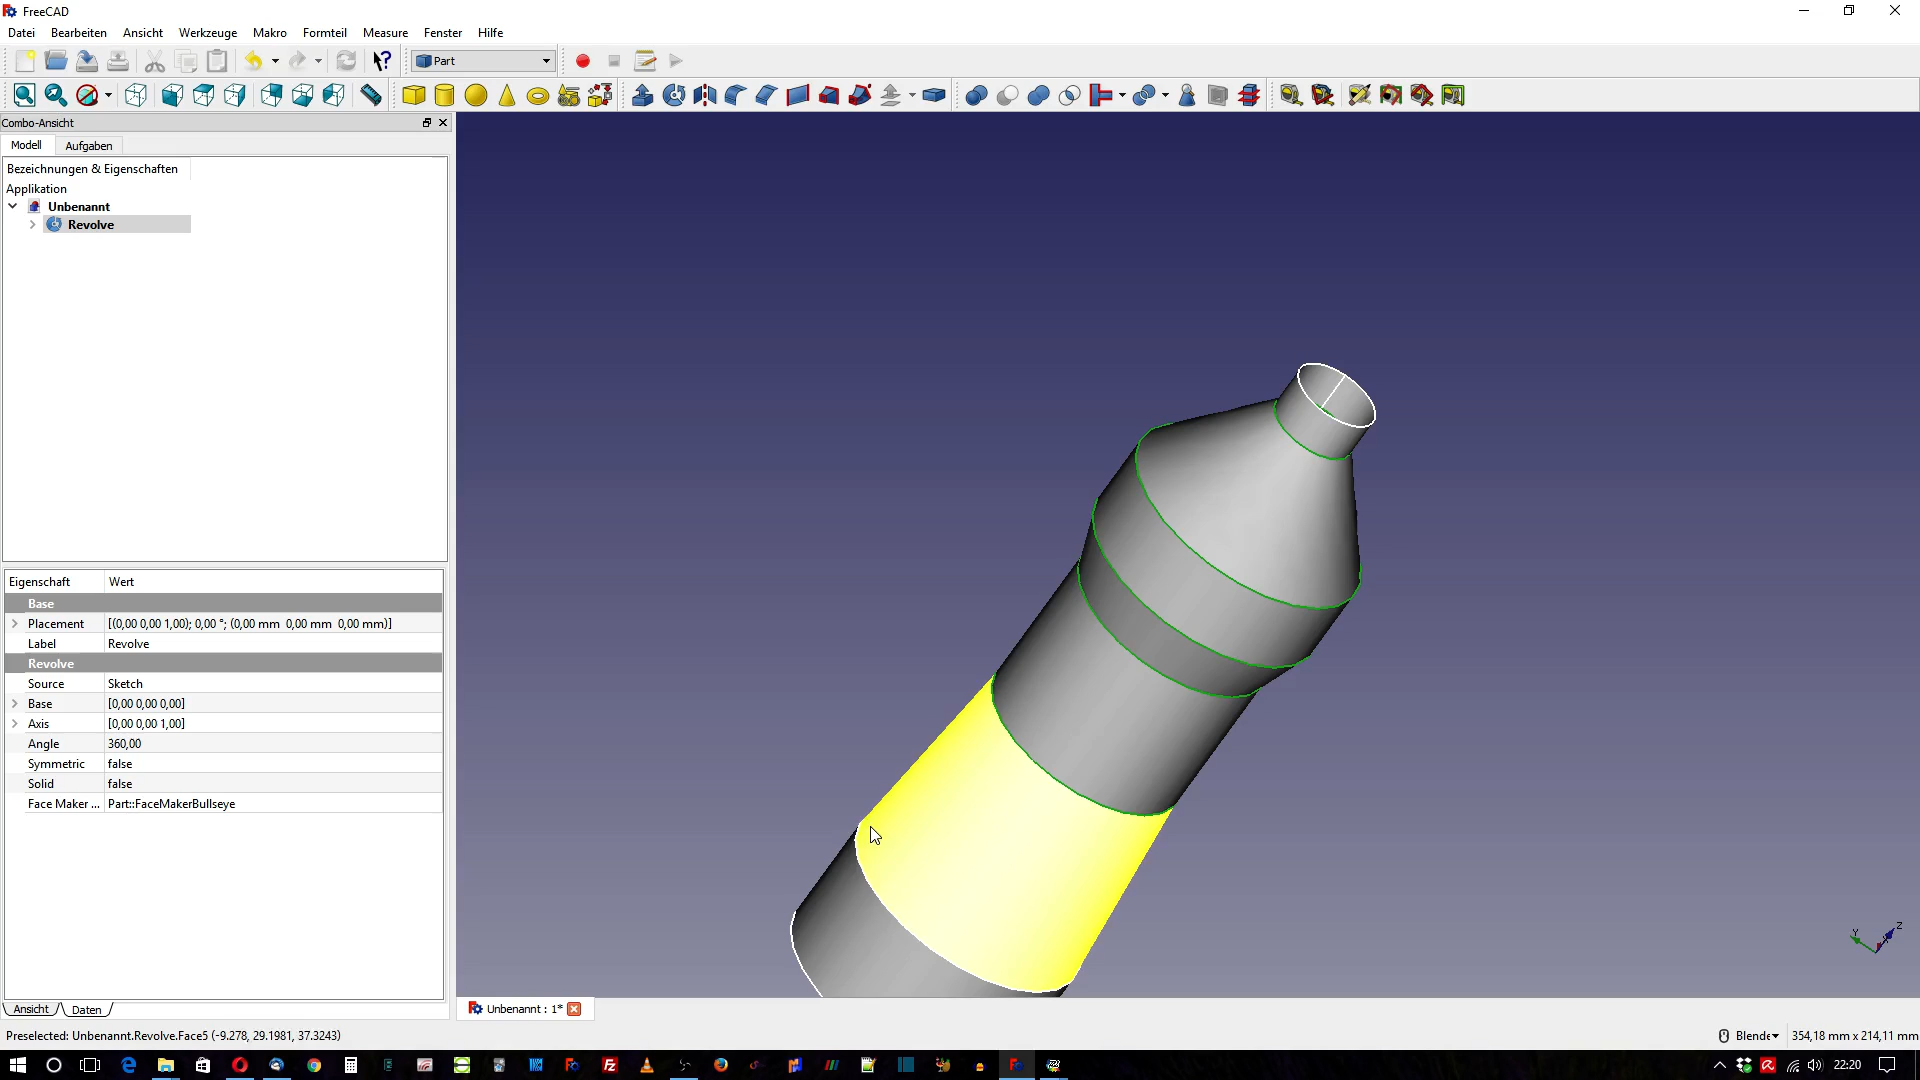 FreeCAD
Datei Bearbeiten Ansicht Werkzeuge Makro Formteil Measure Fenster Hilfe
Part
Combo-Ansicht
Modell Aufgaben
Bezeichnungen & Eigenschaften
Applikation
Unbenannt
Revolve
Eigenschaft Wert
Base
Placement [(0,00 0,00 1,00); 0,00 °; (0,00 mm 0,00 mm 0,00 mm)]
Label Revolve
Revolve
Source Sketch
Base [0,00 0,00 0,00]
Axis [0,00 0,00 1,00]
Angle 360,00
Symmetric false
Solid false
Face Maker ... Part::FaceMakerBullseye
Y Z
Ansicht Daten
Unbenannt : 1*
Preselected: Unbenannt.Revolve.Face5 (-9.278, 29.1981, 37.3243)
Blende 354,18 mm x 214,11 mm
22:20